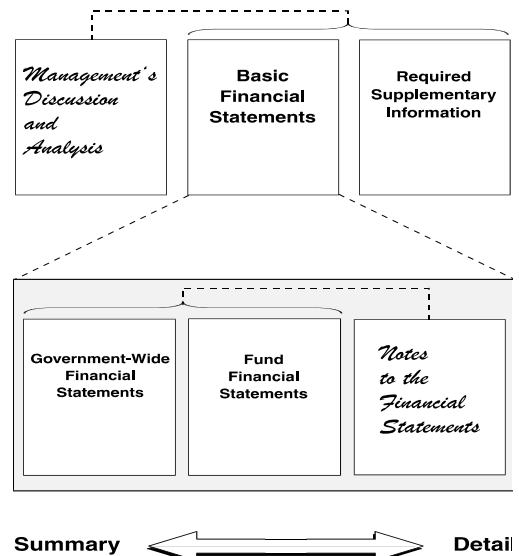 Management's
Discussion
and
Analysis
Basic
Financial
Statements
Required
Supplementary
Information
Government-Wide
Financial
Statements
Fund
Financial
Statements
Notes
to the
Financial
Statements
Summary
Detail